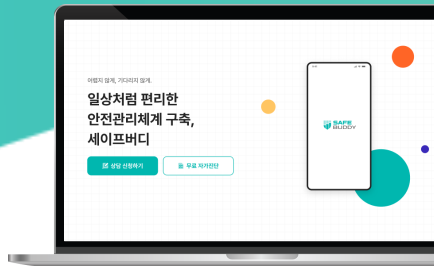 어렵지 않게, 기다리지 않게.
일상처럼 편리한
안전관리체계 구축,
세이프버디
상담 신청하기
무료 자가진단
SAFE
BUDDY